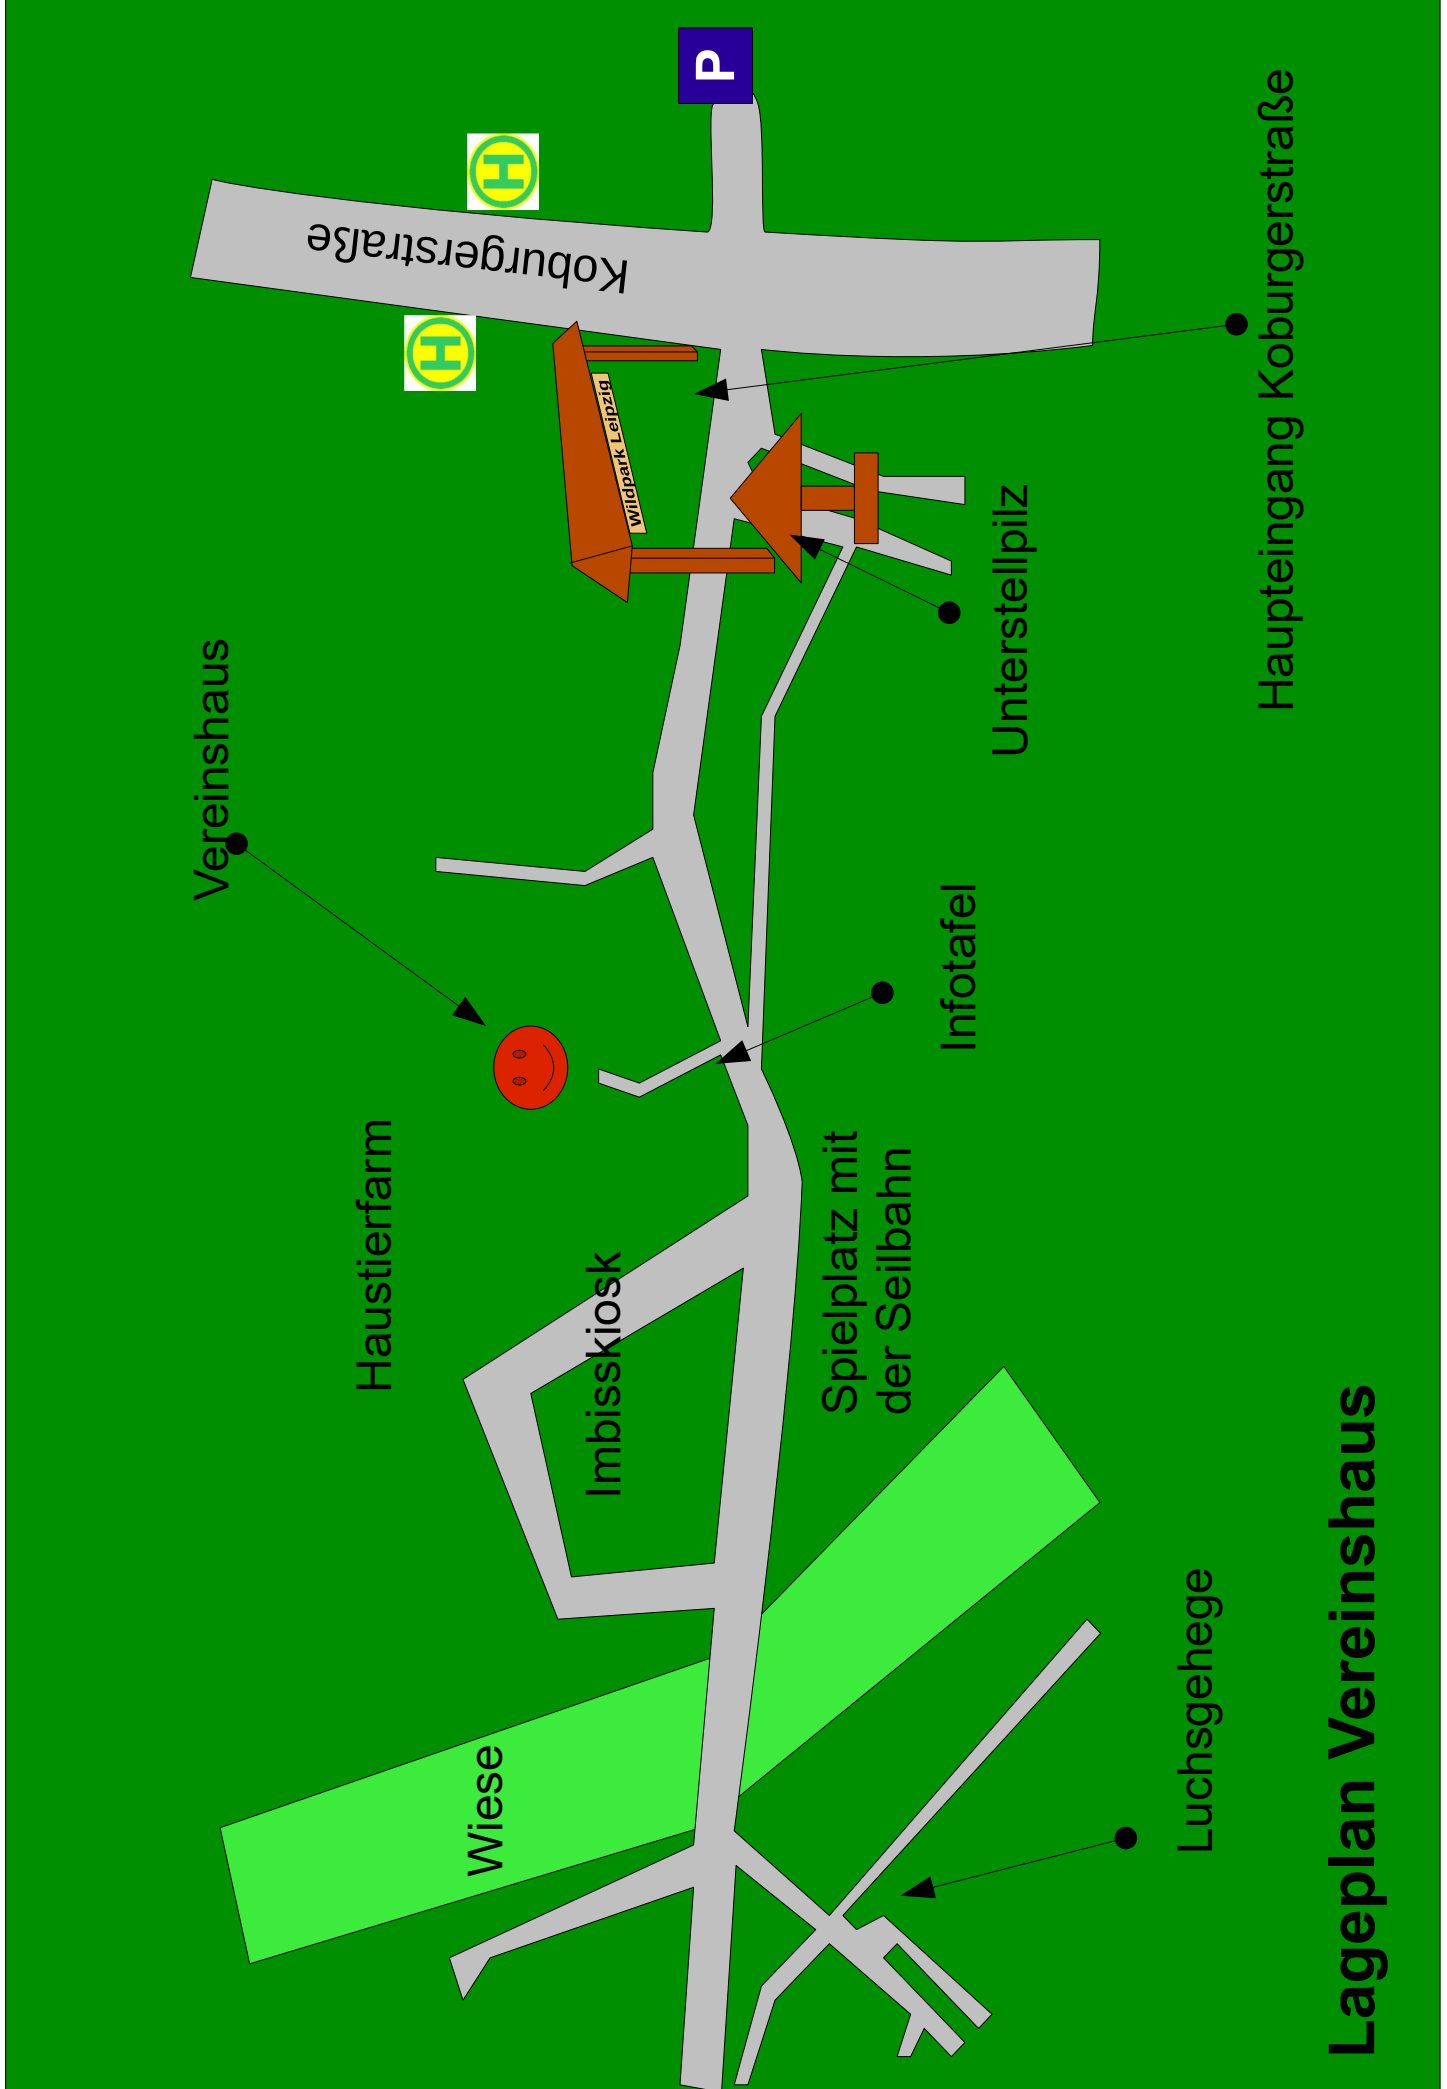 P
H
H
Koburgerstraße
Wildpark Leipzig
Haupteingang Koburgerstraße
Unterstellpilz
Vereinshaus
Infotafel
Haustierfarm
Imbisskiosk
Spielplatz mit
der Seilbahn
Wiese
Luchsgehege
Lageplan Vereinshaus